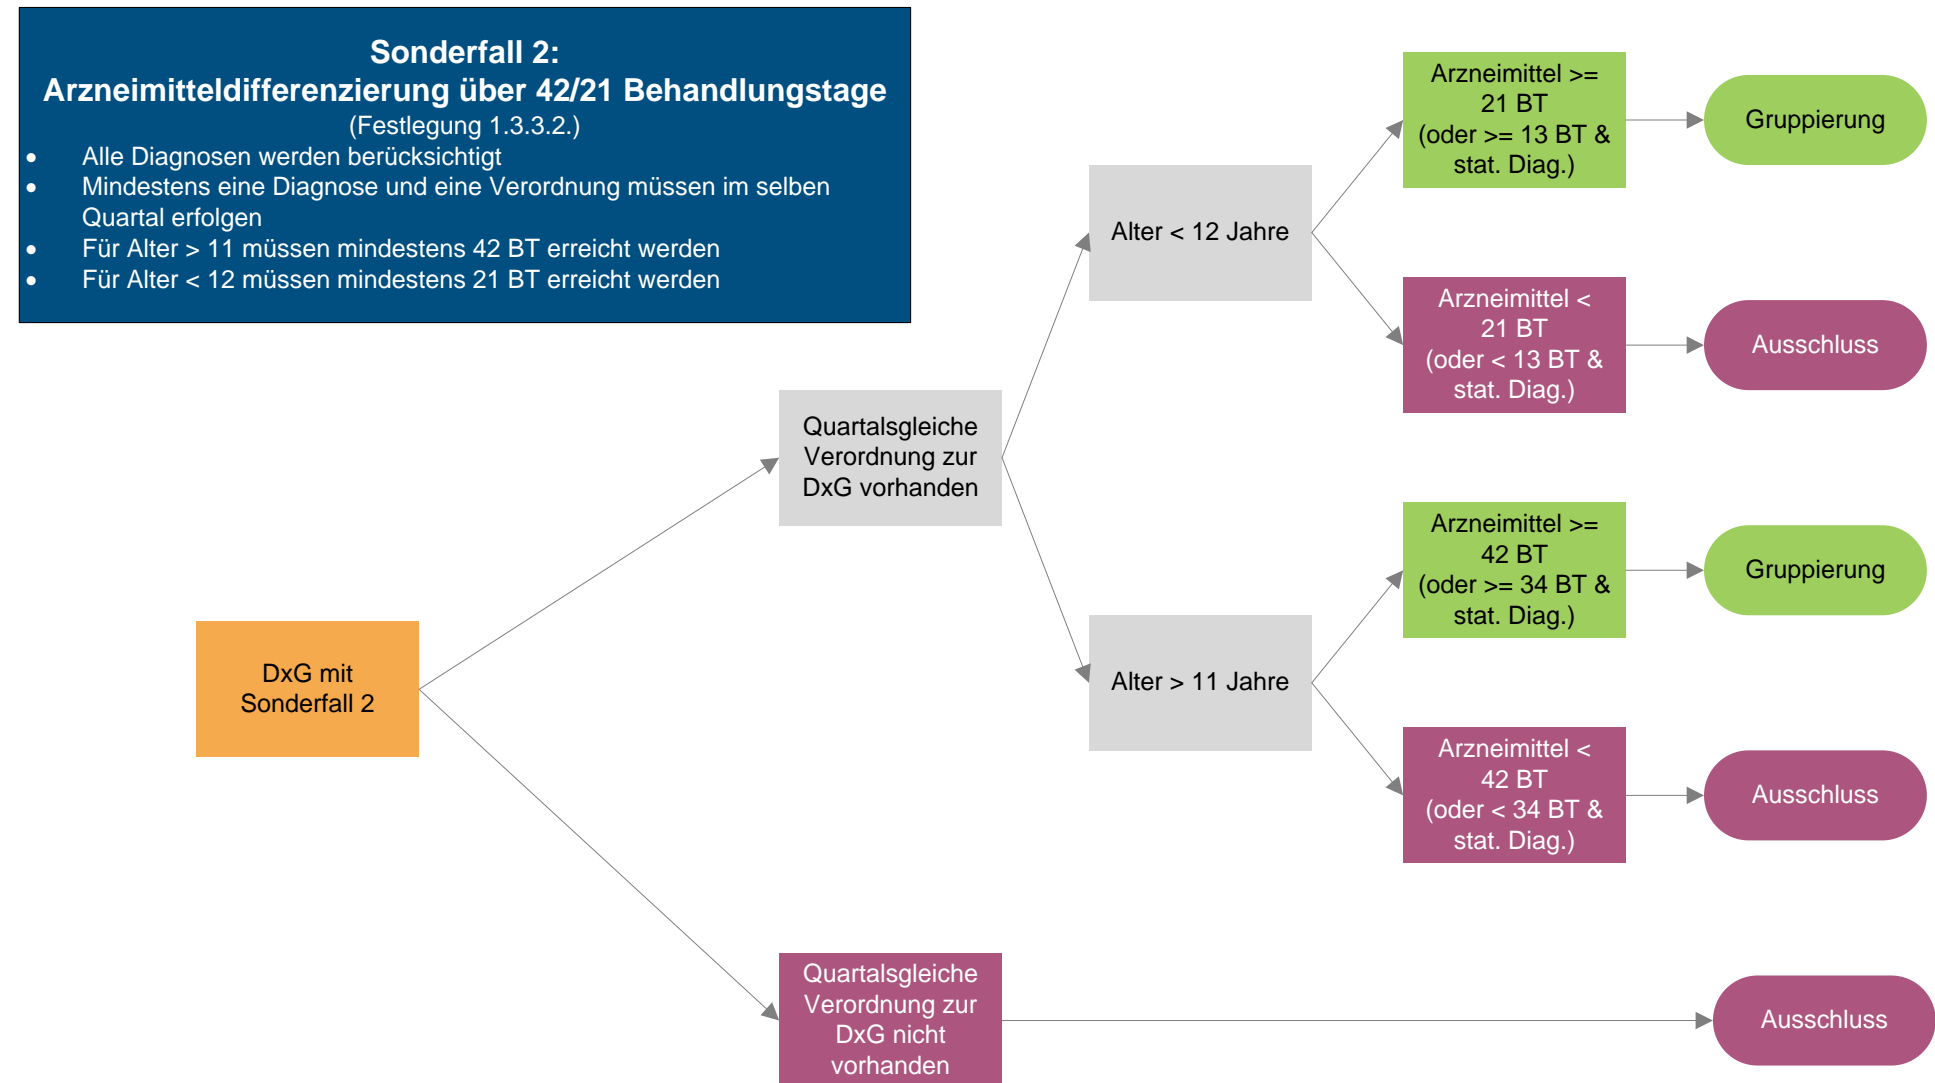 Sonderfall 2:
Arzneimitteldifferenzierung über 42/21 Behandlungstage
(Festlegung 1.3.3.2.)
• Alle Diagnosen werden berücksichtigt
• Mindestens eine Diagnose und eine Verordnung müssen im selben
Quartal erfolgen
• Für Alter > 11 müssen mindestens 42 BT erreicht werden
• Für Alter < 12 müssen mindestens 21 BT erreicht werden
DxG mit
Sonderfall 2
Quartalsgleiche
Verordnung zur
DxG vorhanden
Alter < 12 Jahre
Arzneimittel >=
21 BT
(oder >= 13 BT &
stat. Diag.)
Gruppierung
Arzneimittel <
21 BT
(oder < 13 BT &
stat. Diag.)
Ausschluss
Alter > 11 Jahre
Arzneimittel >=
42 BT
(oder >= 34 BT &
stat. Diag.)
Gruppierung
Arzneimittel <
42 BT
(oder < 34 BT &
stat. Diag.)
Ausschluss
Quartalsgleiche
Verordnung zur
DxG nicht
vorhanden
Ausschluss